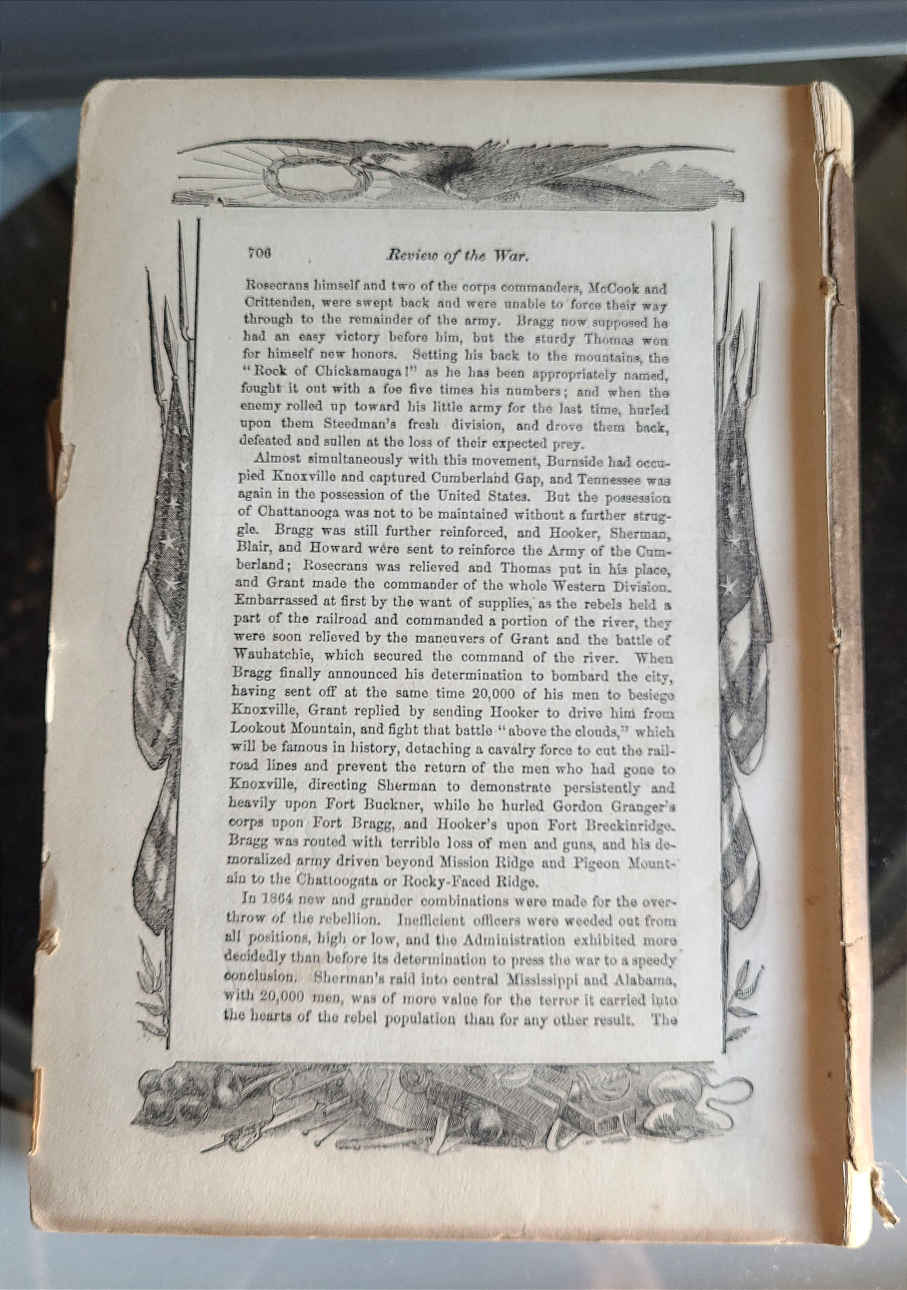 706 Review of the War.
Rosecrans himself and two of the corps commanders, McCook and
Crittenden, were swept back and were unable to force their way
through to the remainder of the army. Bragg now supposed he
had an easy victory before him, but the sturdy Thomas won
for himself new honors. Setting his back to the mountains, the
"Rock of Chickamauga!" as he has been appropriately named,
fought it out with a foe five times his numbers; and when the
enemy rolled up toward his little army for the last time, hurled
upon them Steedman's fresh division, and drove them back,
defeated and sullen at the loss of their expected prey.
Almost simultaneously with this movement, Burnside had occu-
pied Knoxville and captured Cumberland Gap, and Tennessee was
again in the possession of the United States. But the possession
of Chattanooga was not to be maintained without a further strug-
gle. Bragg was still further reinforced, and Hooker, Sherman,
Blair, and Howard were sent to reinforce the Army of the Cum-
berland; Rosecrans was relieved and Thomas put in his place,
and Grant made the commander of the whole Western Division.
Embarrassed at first by the want of supplies, as the rebels held a
part of the railroad and commanded a portion of the river, they
were soon relieved by the maneuvers of Grant and the battle of
Wauhatchie, which secured the command of the river. When
Bragg finally announced his determination to bombard the city,
having sent off at the same time 20,000 of his men to besiege
Knoxville, Grant replied by sending Hooker to drive him from
Lookout Mountain, and fight that battle "above the clouds," which
will be famous in history, detaching a cavalry force to cut the rail-
road lines and prevent the return of the men who had gone to
Knoxville, directing Sherman to demonstrate persistently and
heavily upon Fort Buckner, while he hurled Gordon Granger's
corps upon Fort Bragg, and Hooker's upon Fort Breckinridge.
Bragg was routed with terrible loss of men and guns, and his de-
moralized army driven beyond Mission Ridge and Pigeon Mount-
ain to the Chattoogata or Rocky-Faced Ridge.
In 1864 new and grander combinations were made for the over-
throw of the rebellion. Inefficient officers were weeded out from
all positions, high or low, and the Administration exhibited more
decidedly than before its determination to press the war to a speedy
conclusion. Sherman's raid into central Mississippi and Alabama,
with 20,000 men, was of more value for the terror it carried into
the hearts of the rebel population than for any other result. The